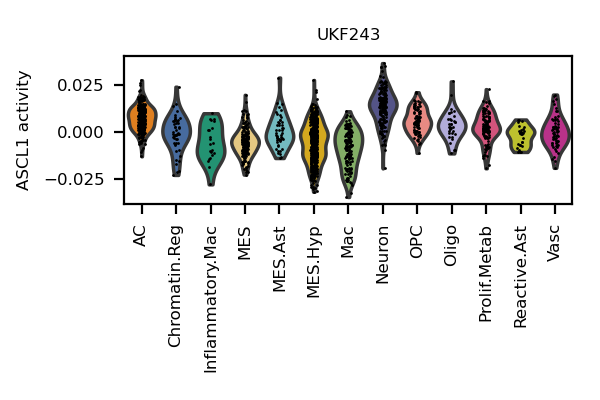 UKF243
ASCL1 activity
0.025
0.000
−0.025
AC
Chromatin.Reg
Inflammatory.Mac
MES
MES.Ast
MES.Hyp
Mac
Neuron
OPC
Oligo
Prolif.Metab
Reactive.Ast
Vasc